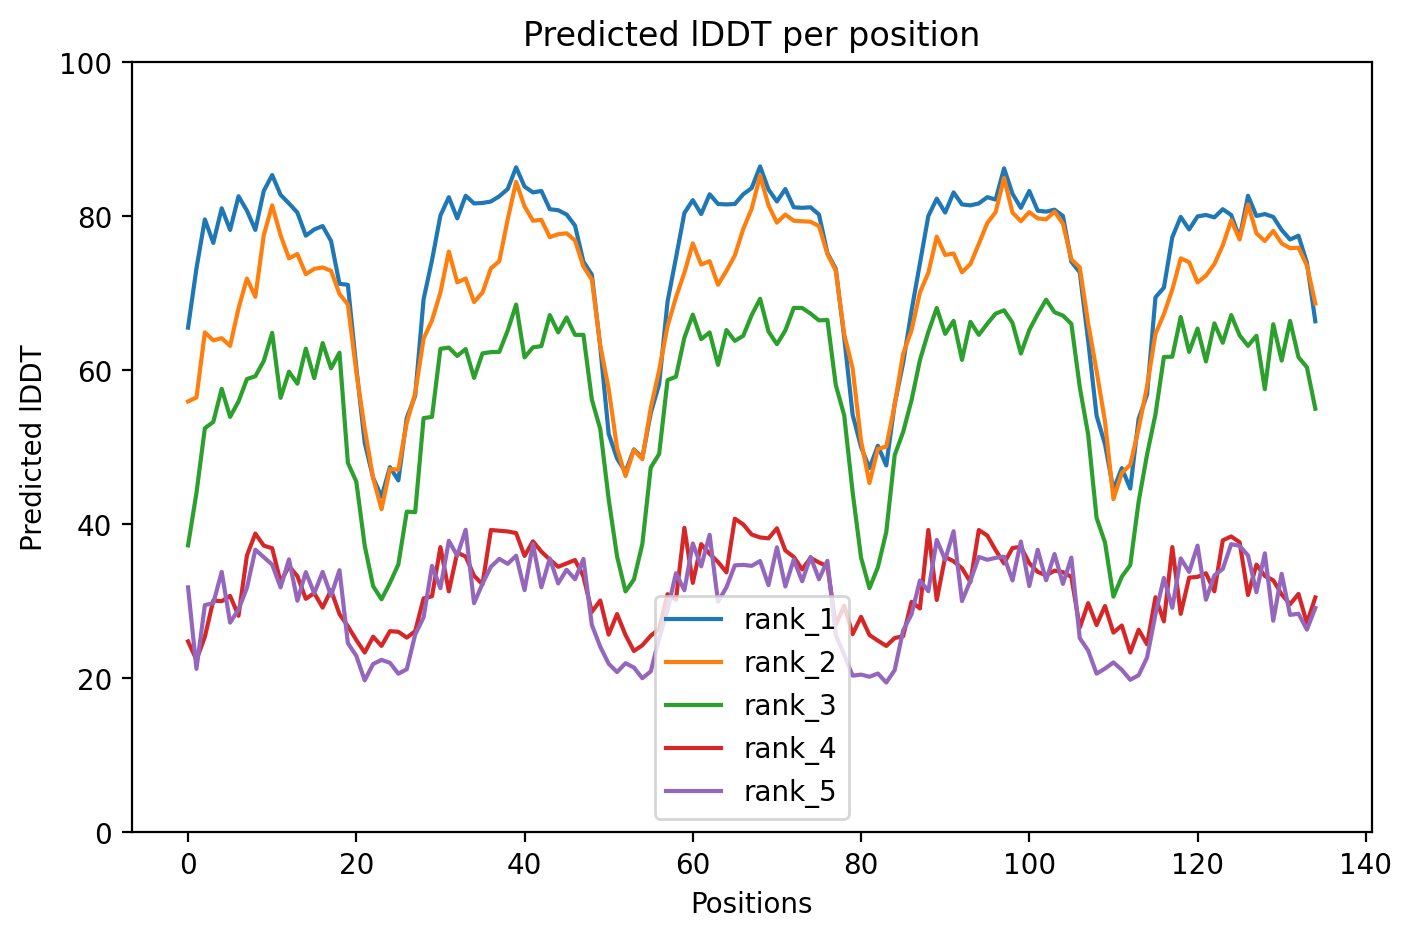 Predicted lDDT per position
100
80
60
40
20
0
Predicted lDDT
0 20 40 60 80 100 120 140
Positions
rank_1
rank_2
rank_3
rank_4
rank_5